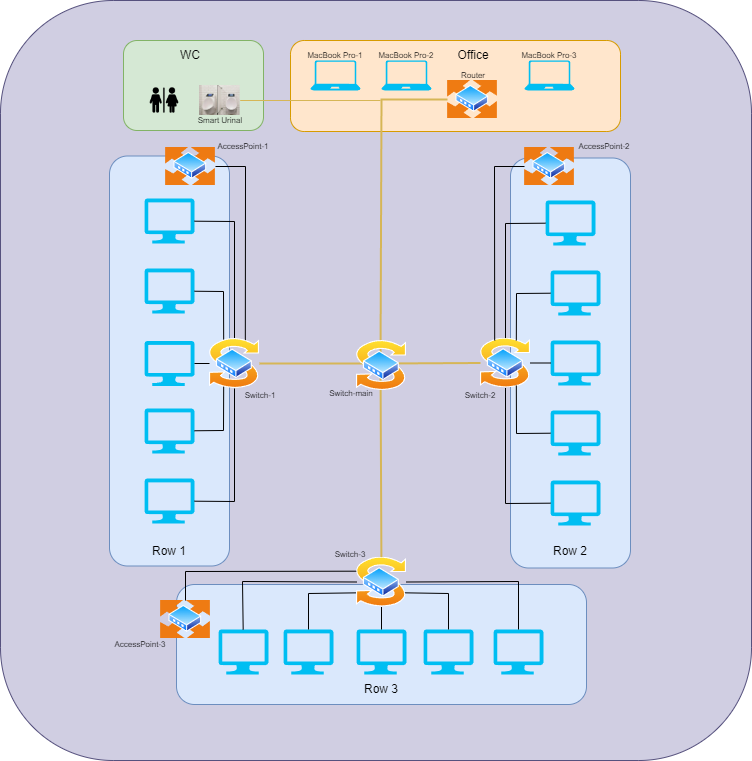 WC
Office
MacBook Pro-1
MacBook Pro-2
MacBook Pro-3
Router
Smart Urinal
AccessPoint-1
AccessPoint-2
Switch-1
Switch-main
Switch-2
Row 1
Row 2
Switch-3
AccessPoint-3
Row 3